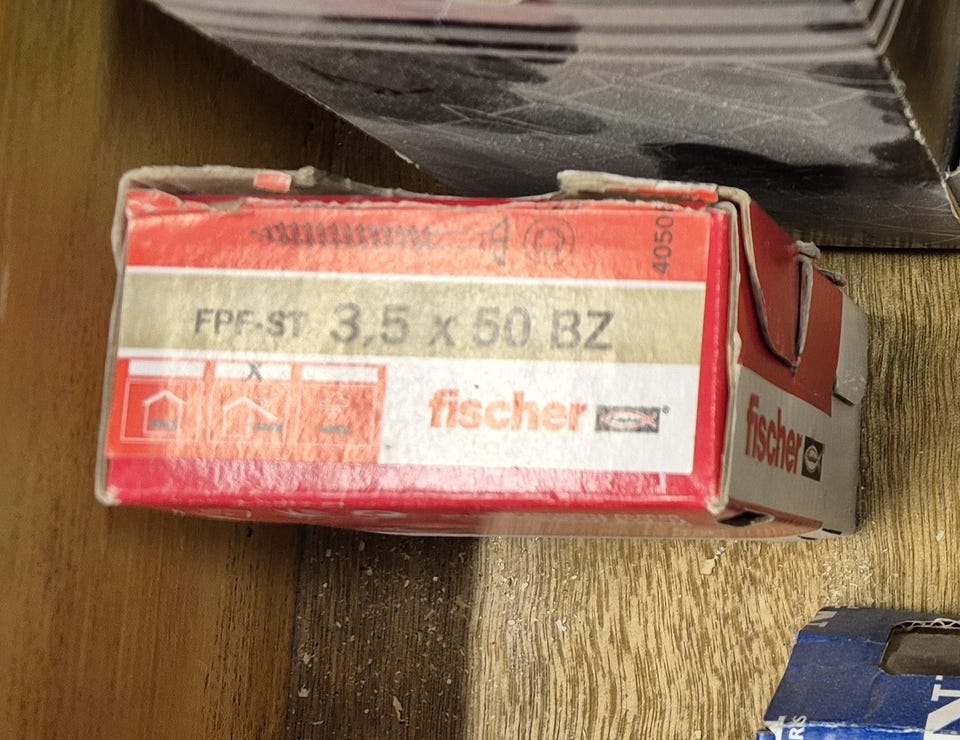 4050
FPF-ST 3,5 x 50 BZ
X
fischer
fischer
N